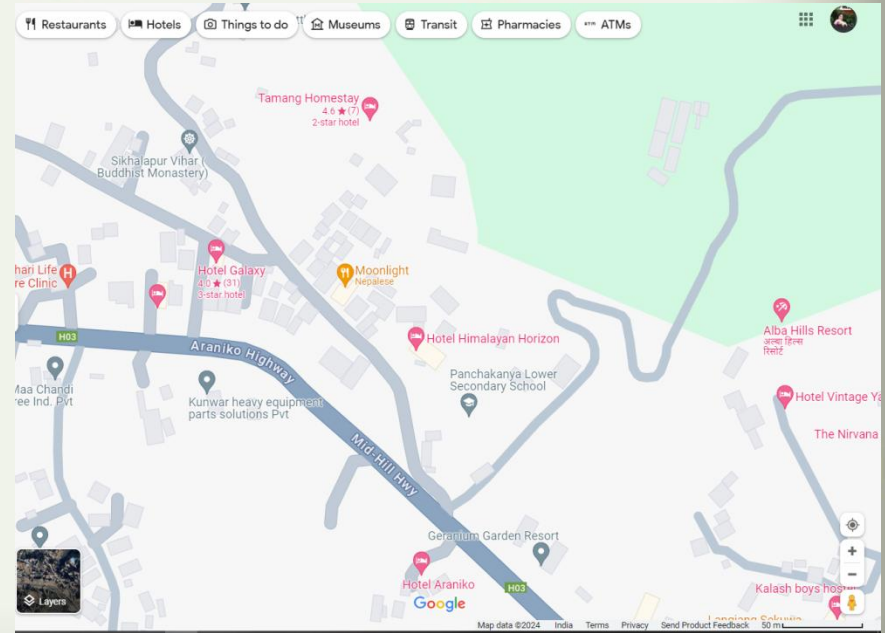 Restaurants
Hotels
Things to do
Museums
Transit
Pharmacies
ATMs
Tamang Homestay
4.6 ★ (7)
2-star hotel
Sikhalapur Vihar (
Buddhist Monastery)
hari Life
re Clinic
H
Hotel Galaxy
4.0 ★ (31)
3-star hotel
Moonlight
Nepalese
H03
Araniko Highway
Hotel Himalayan Horizon
Alba Hills Resort
अल्बा हिल्स
रिसोर्ट
Panchakanya Lower
Secondary School
Maa Chandi
ree Ind. Pvt
Kunwar heavy equipment
parts solutions Pvt
Hotel Vintage Ya
The Nirvana
Mid-Hill Hwy
Geranium Garden Resort
Hotel Araniko
H03
Kalash boys hos
Layers
Google
Map data ©2024
India
Terms
Privacy
Send Product Feedback
50 m